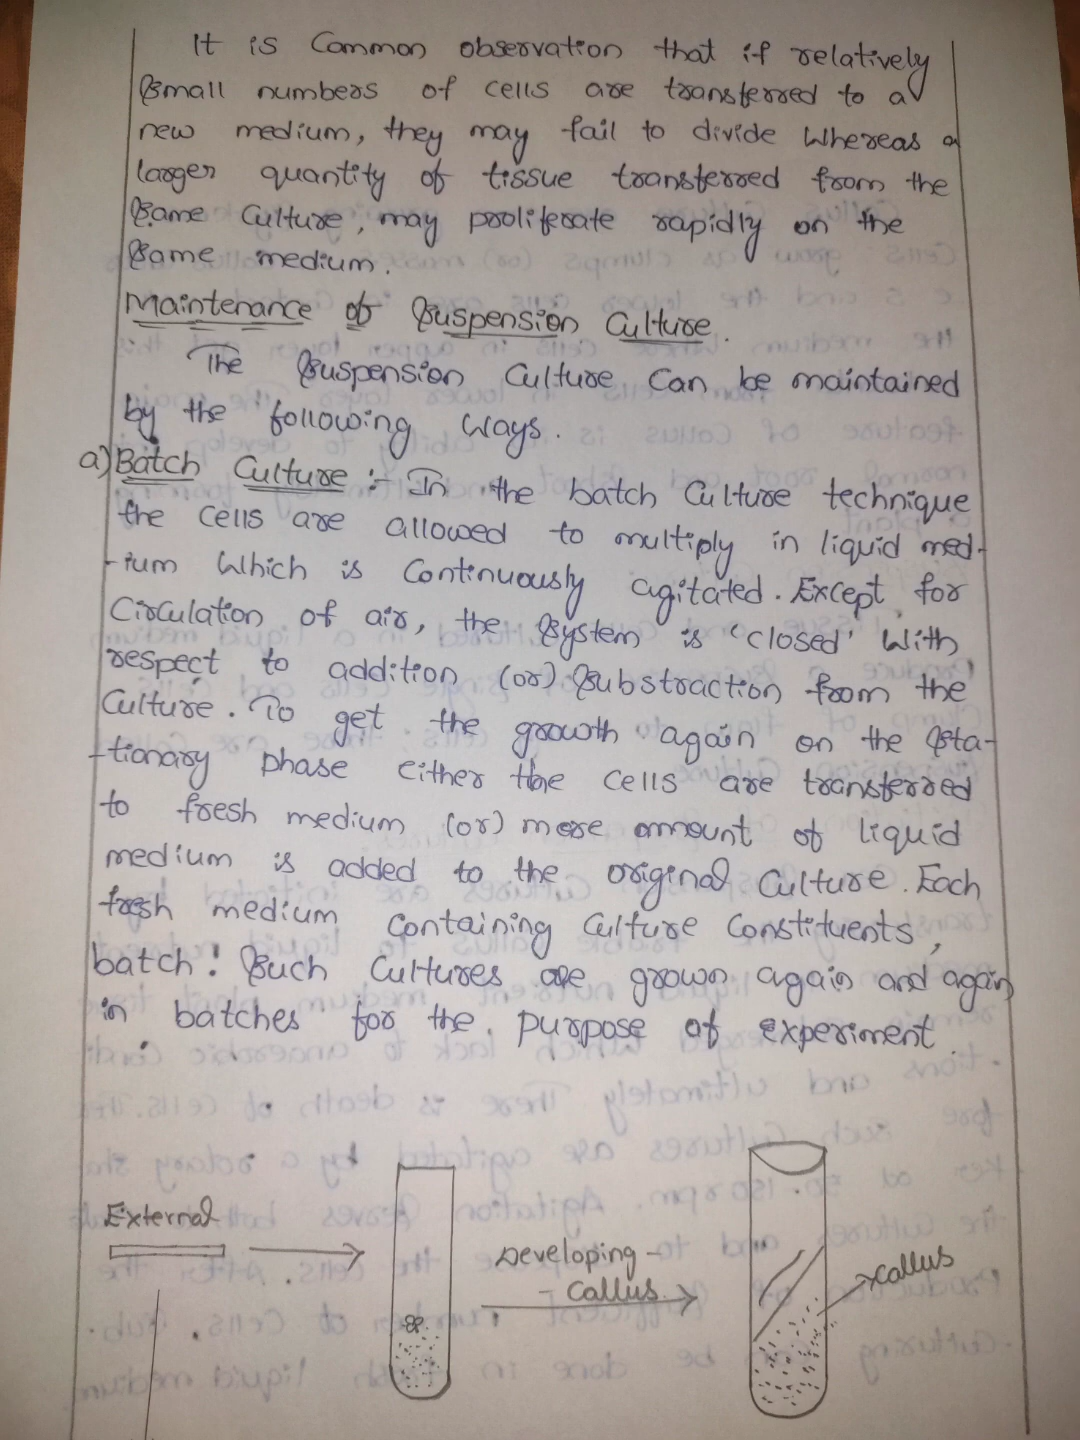 It is Common observation that if relatively
Small numbers of cells are transferred to a
new medium, they may fail to divide Whereas a
larger quantity of tissue transferred from the
Same Culture, may proliferate rapidly on the
Same medium.
Maintenance of Suspension Culture.
The Suspension Culture Can be maintained
by the following Ways.
a) Batch Culture :- In the batch Culture technique
the Cells are allowed to multiply in liquid med-
-ium Which is Continuously agitated. Except for
Circulation of air, the System is 'closed' With
respect to addition (or) Substraction from the
Culture. To get the growth again on the Sta-
-tionary phase either the Cells are transferred
to fresh medium (or) more amount of liquid
medium is added to the original Culture. Each
fresh medium Containing Culture Constituents,
batch! Such Cultures are grown again and again
in batches for the purpose of experiment.
External
Developing -
- Callus
callus